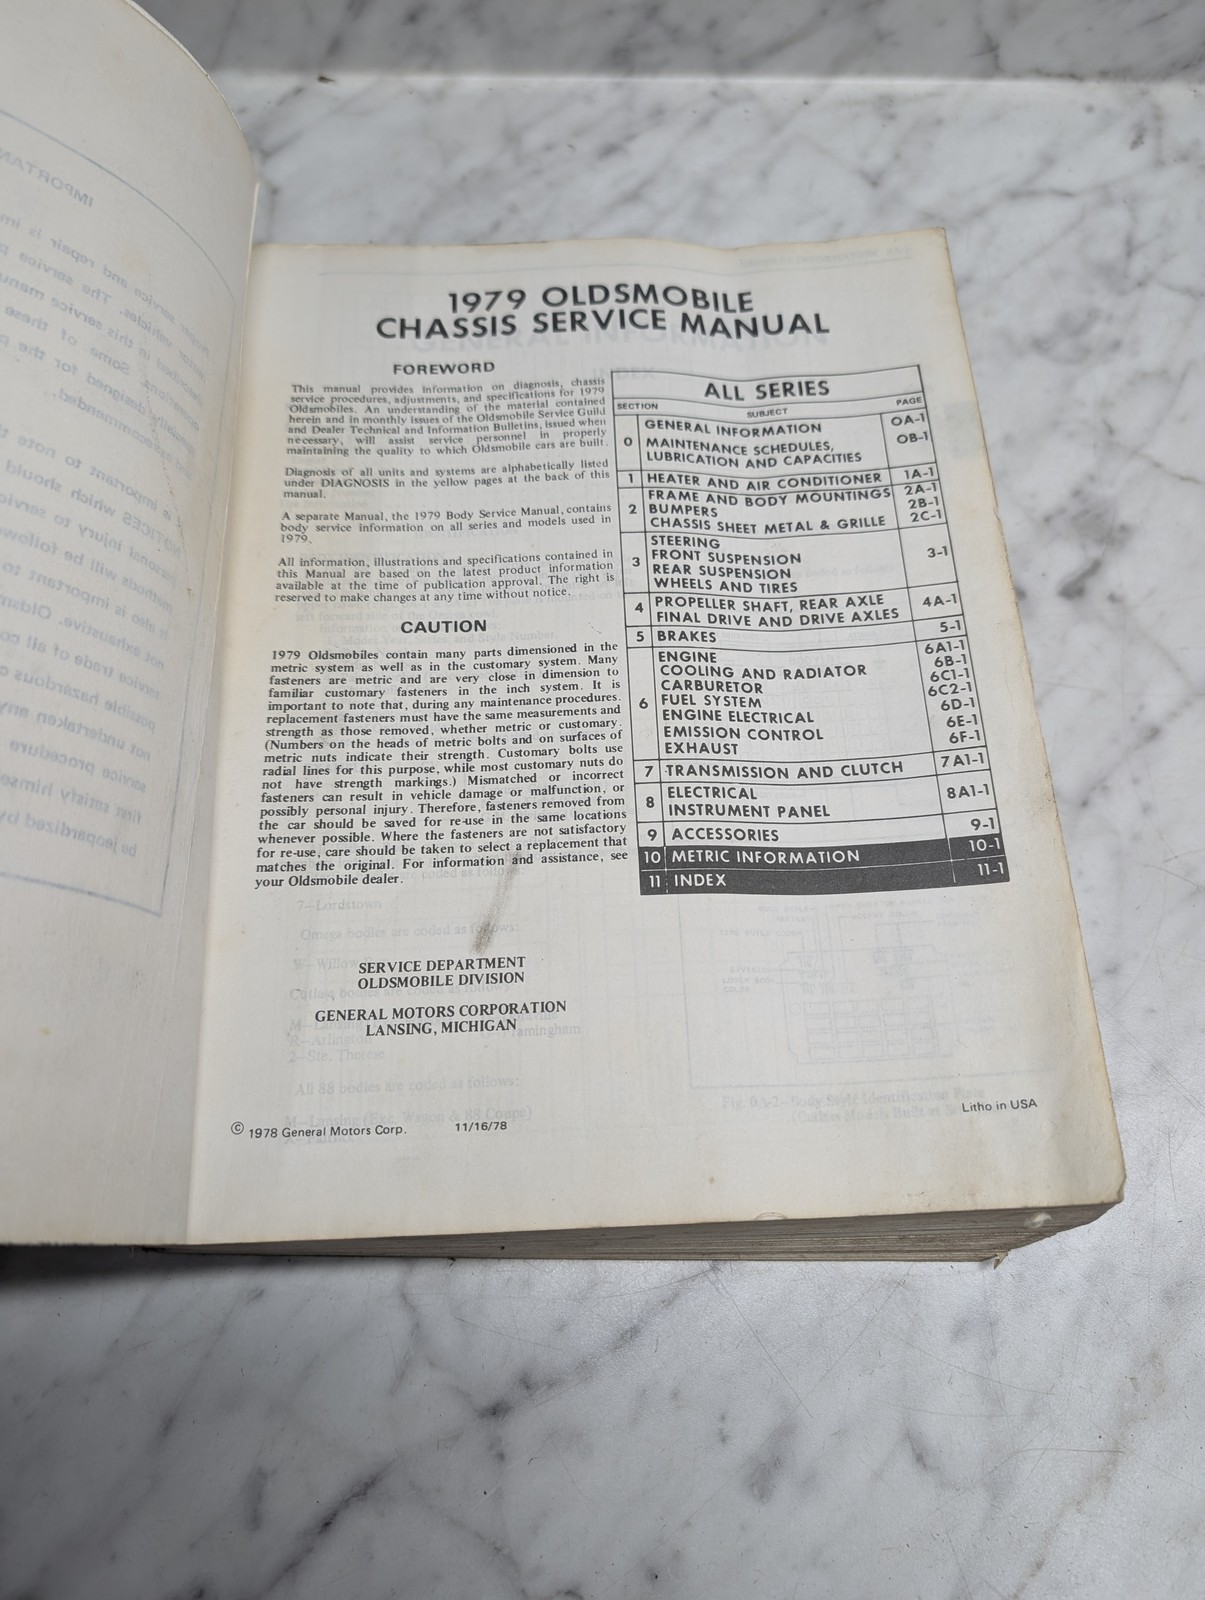 1979 OLDSMOBILE
CHASSIS SERVICE MANUAL
FOREWORD
This manual provides information on diagnosis, chassis
service procedures, adjustments, and specifications for 1979
Oldsmobiles. An understanding of the material contained
herein and in monthly issues of the Oldsmobile Service Guild
and Dealer Technical and Information Bulletins, issued when
necessary, will assist service personnel in properly
maintaining the quality to which Oldsmobile cars are built.
Diagnosis of all units and systems are alphabetically listed
under DIAGNOSIS in the yellow pages at the back of this
manual.
A separate Manual, the 1979 Body Service Manual, contains
body service information on all series and models used in
1979.
All information, illustrations and specifications contained in
this Manual are based on the latest product information
available at the time of publication approval. The right is
reserved to make changes at any time without notice.
CAUTION
1979 Oldsmobiles contain many parts dimensioned in the
metric system as well as in the customary system. Many
fasteners are metric and are very close in dimension to
familiar customary fasteners in the inch system. It is
important to note that, during any maintenance procedures,
replacement fasteners must have the same measurements and
strength as those removed, whether metric or customary.
(Numbers on the heads of metric bolts and on surfaces of
metric nuts indicate their strength. Customary bolts use
radial lines for this purpose, while most customary nuts do
not have strength markings.) Mismatched or incorrect
fasteners can result in vehicle damage or malfunction, or
possibly personal injury. Therefore, fasteners removed from
the car should be saved for re-use in the same locations
whenever possible. Where the fasteners are not satisfactory
for re-use, care should be taken to select a replacement that
matches the original. For information and assistance, see
your Oldsmobile dealer.
SERVICE DEPARTMENT
OLDSMOBILE DIVISION
GENERAL MOTORS CORPORATION
LANSING, MICHIGAN
ALL SERIES
SECTION SUBJECT PAGE
0 GENERAL INFORMATION 0A-1
MAINTENANCE SCHEDULES, 0B-1
LUBRICATION AND CAPACITIES
1 HEATER AND AIR CONDITIONER 1A-1
2 FRAME AND BODY MOUNTINGS 2A-1
BUMPERS 2B-1
CHASSIS SHEET METAL & GRILLE 2C-1
3 STEERING 3-1
FRONT SUSPENSION
REAR SUSPENSION
WHEELS AND TIRES
4 PROPELLER SHAFT, REAR AXLE 4A-1
FINAL DRIVE AND DRIVE AXLES
5 BRAKES 5-1
6 ENGINE 6A1-1
COOLING AND RADIATOR 6B-1
CARBURETOR 6C1-1
FUEL SYSTEM 6C2-1
ENGINE ELECTRICAL 6D-1
EMISSION CONTROL 6E-1
EXHAUST 6F-1
7 TRANSMISSION AND CLUTCH 7A1-1
8 ELECTRICAL 8A1-1
INSTRUMENT PANEL
9 ACCESSORIES 9-1
10 METRIC INFORMATION 10-1
11 INDEX 11-1
© 1978 General Motors Corp. 11/16/78
Litho in USA